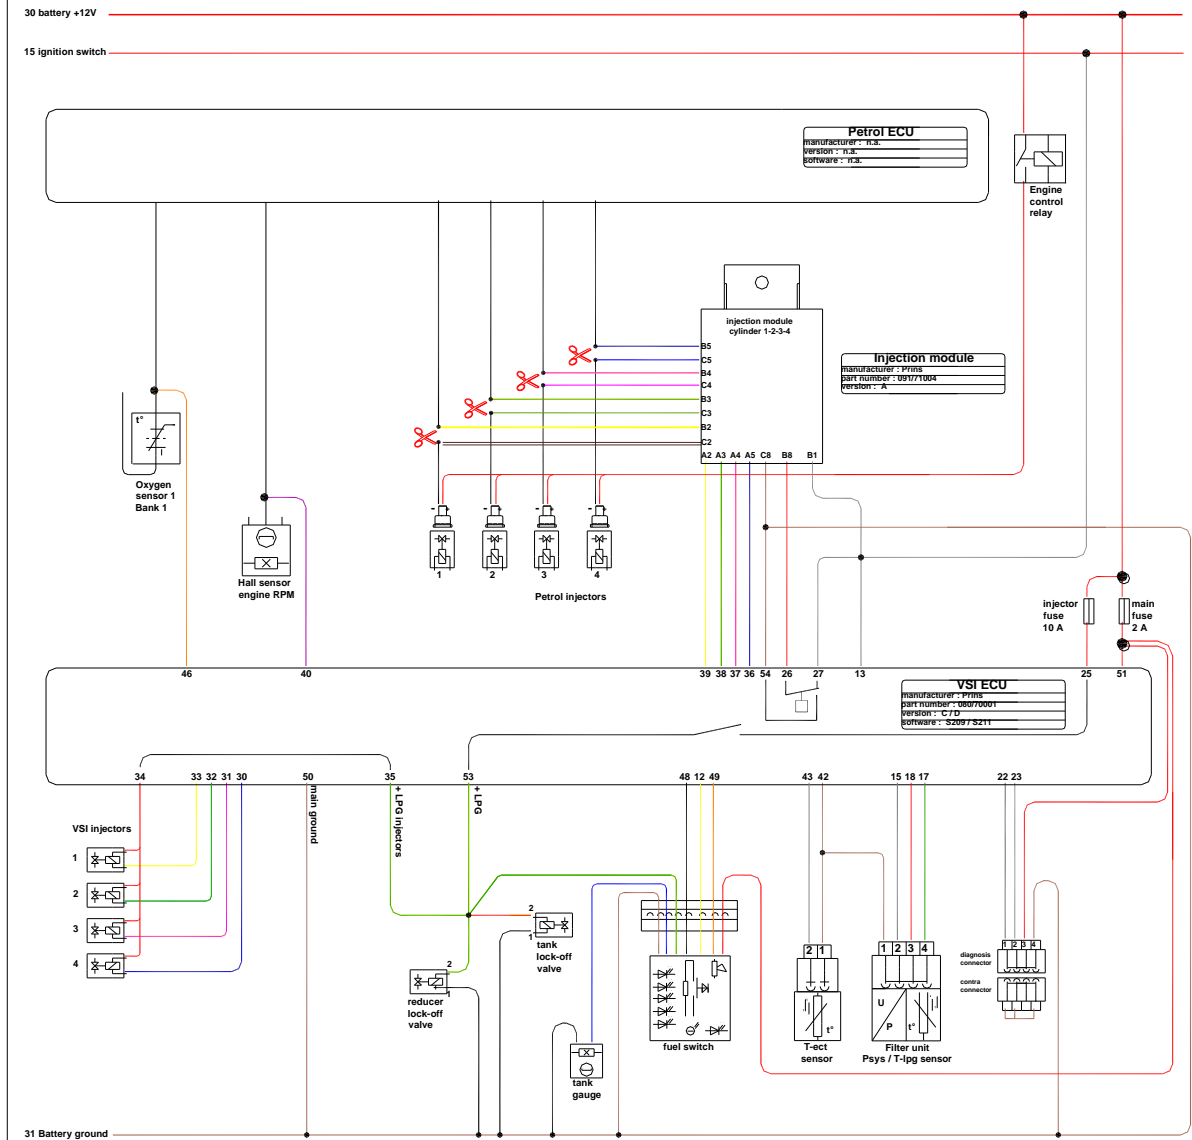 30 battery +12V
15 ignition switch
Petrol ECU
manufacturer : n.a.
version : n.a.
software : n.a.
Engine
control
relay
injection module
cylinder 1-2-3-4
B5
C5
B4
C4
B3
C3
B2
C2
A2 A3 A4 A5 C8 B8 B1
Injection module
manufacturer : Prins
part number : 091/71004
version : A
t°
Oxygen
sensor 1
Bank 1
Hall sensor
engine RPM
- + - + - + - +
1 2 3 4
Petrol injectors
injector
fuse
10 A
main
fuse
2 A
46 40 39 38 37 36 54 26 27 13 25 51
VSI ECU
manufacturer : Prins
part number : 080/70001
version : C / D
software : S209 / S211
34 33 32 31 30 50 35 53 48 12 49 43 42 15 18 17 22 23
main ground
+ LPG injectors
+ LPG
VSI injectors
1
2
3
4
2
1
tank
lock-off
valve
2
1
reducer
lock-off
valve
tank
gauge
fuel switch
2 1
t°
T-ect
sensor
1 2 3 4
U
P
t°
Filter unit
Psys / T-lpg sensor
1 2 3 4
diagnosis
connector
contra
connector
31 Battery ground